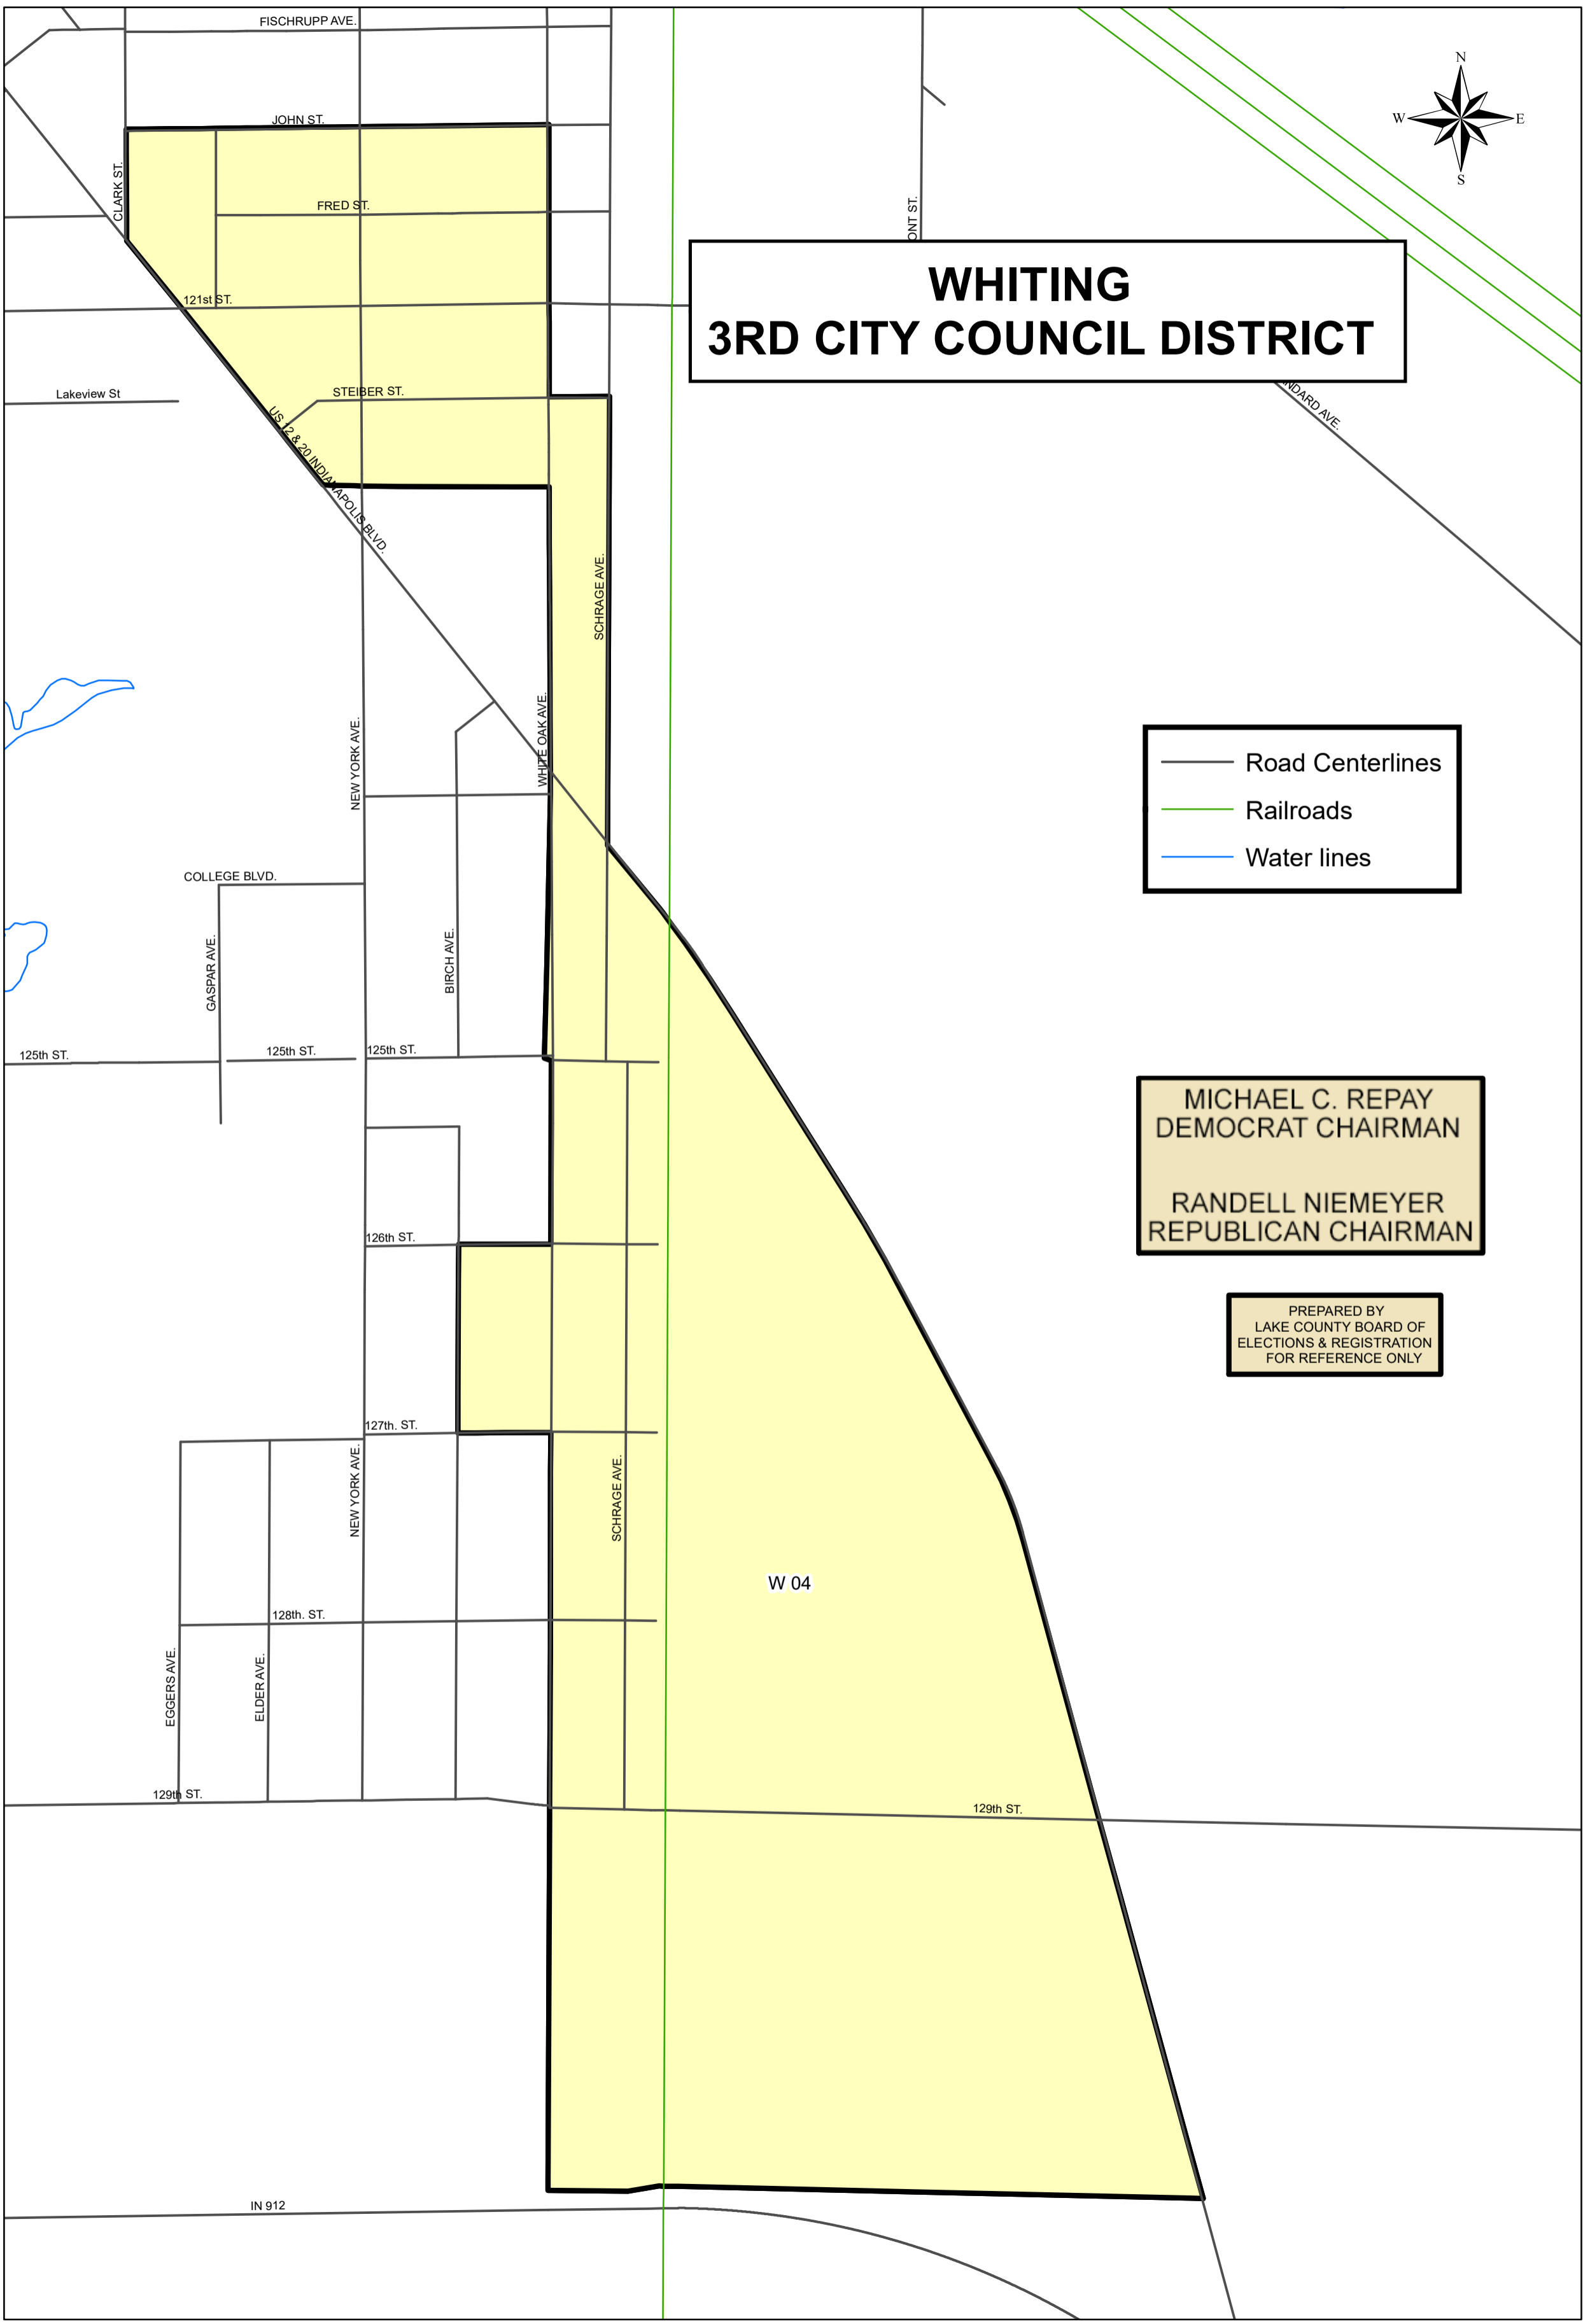 FISCHRUPP AVE.
N
W
E
S
JOHN ST.
CLARK ST.
FRED ST.
ONT ST.
WHITING
3RD CITY COUNCIL DISTRICT
121st ST.
Lakeview St
STEIBER ST.
NDARD AVE.
US 12 & 20 INDIANAPOLIS BLVD.
SCHRAGE AVE.
WHITE OAK AVE.
NEW YORK AVE.
Road Centerlines
Railroads
Water lines
COLLEGE BLVD.
GASPAR AVE.
BIRCH AVE.
125th ST.
125th ST.
125th ST.
MICHAEL C. REPAY
DEMOCRAT CHAIRMAN
RANDELL NIEMEYER
REPUBLICAN CHAIRMAN
126th ST.
PREPARED BY
LAKE COUNTY BOARD OF
ELECTIONS & REGISTRATION
FOR REFERENCE ONLY
127th. ST.
NEW YORK AVE.
SCHRAGE AVE.
W 04
128th. ST.
EGGERS AVE.
ELDER AVE.
129th ST.
129th ST.
IN 912